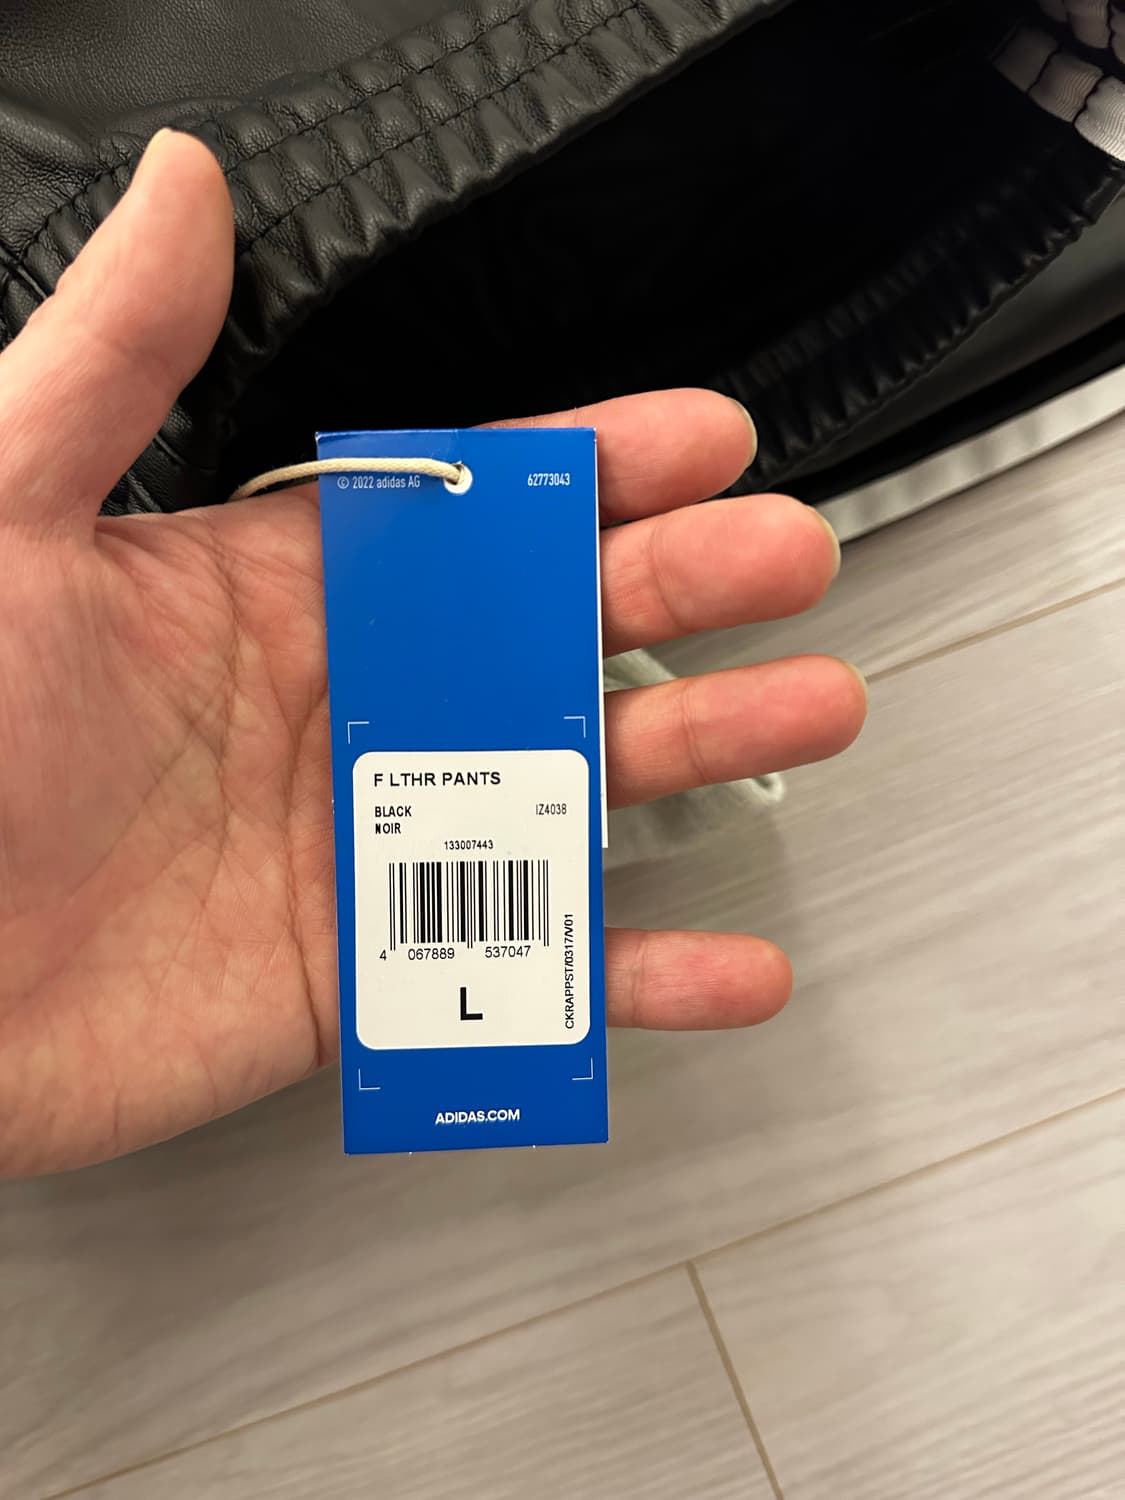 © 2022 adidas AG
62773043
F LTHR PANTS
BLACK
IZ4038
NOIR
133007443
4 067889 537047
L
CKRAPPST/0317/V01
ADIDAS.COM